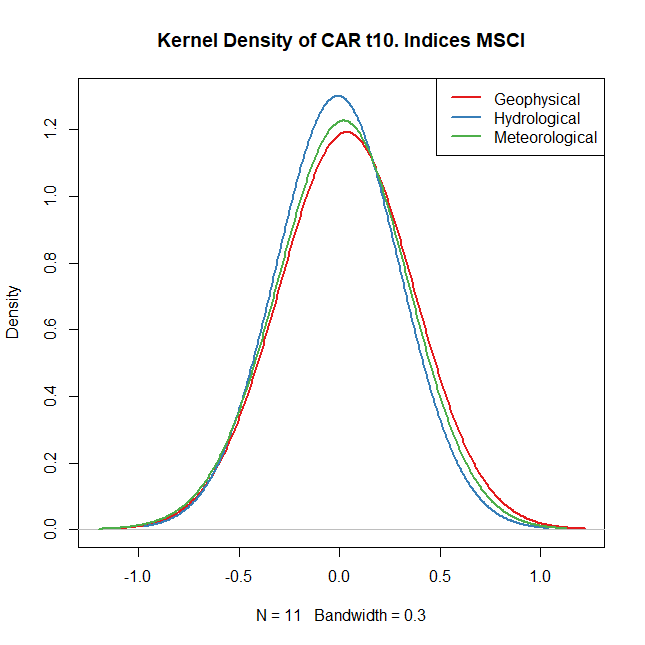 Kernel Density of CAR t10. Indices MSCI
Geophysical
Hydrological
Meteorological
Density
1.2
1.0
0.8
0.6
0.4
0.2
0.0
-1.0 -0.5 0.0 0.5 1.0
N = 11 Bandwidth = 0.3